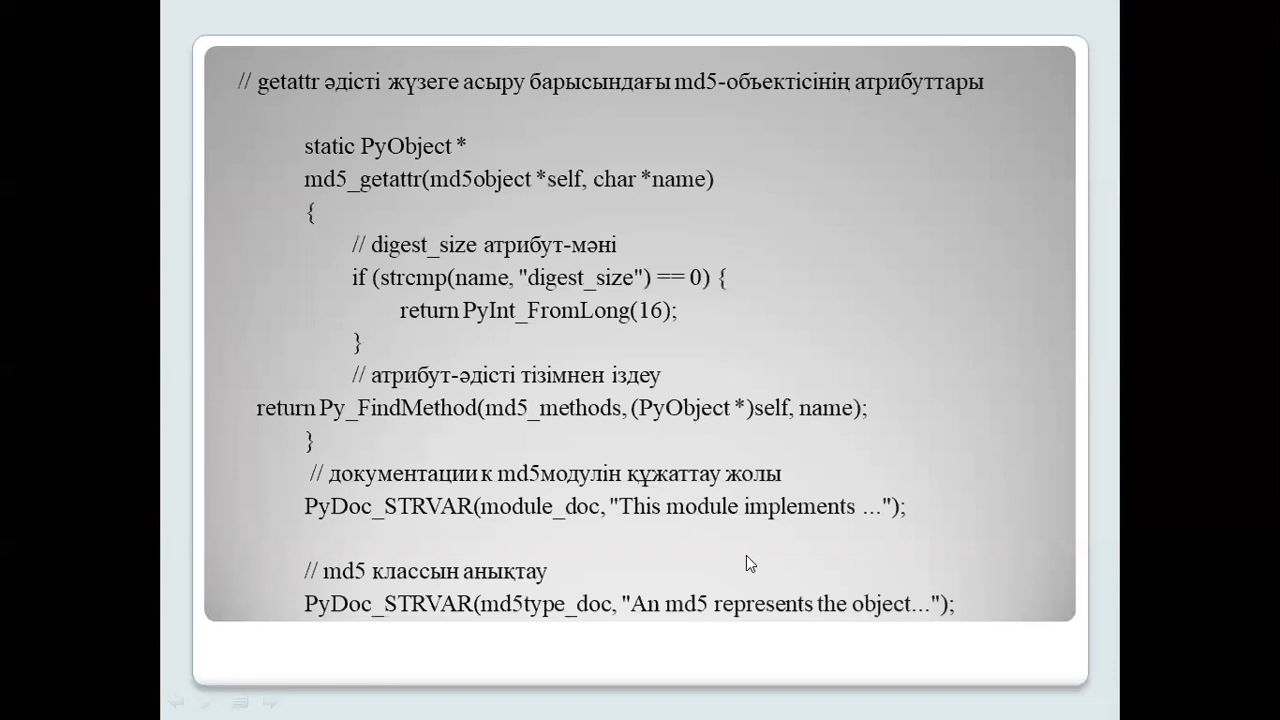 // getattr әдісті жүзеге асыру барысындағы md5-объектісінің атрибуттары
static PyObject *
md5_getattr(md5object *self, char *name)
{
// digest_size атрибут-мәні
if (strcmp(name, "digest_size") == 0) {
return PyInt_FromLong(16);
}
// атрибут-әдісті тізімнен іздеу
return Py_FindMethod(md5_methods, (PyObject *)self, name);
}
// документации к md5модулін құжаттау жолы
PyDoc_STRVAR(module_doc, "This module implements ...");
// md5 классын анықтау
PyDoc_STRVAR(md5type_doc, "An md5 represents the object...");